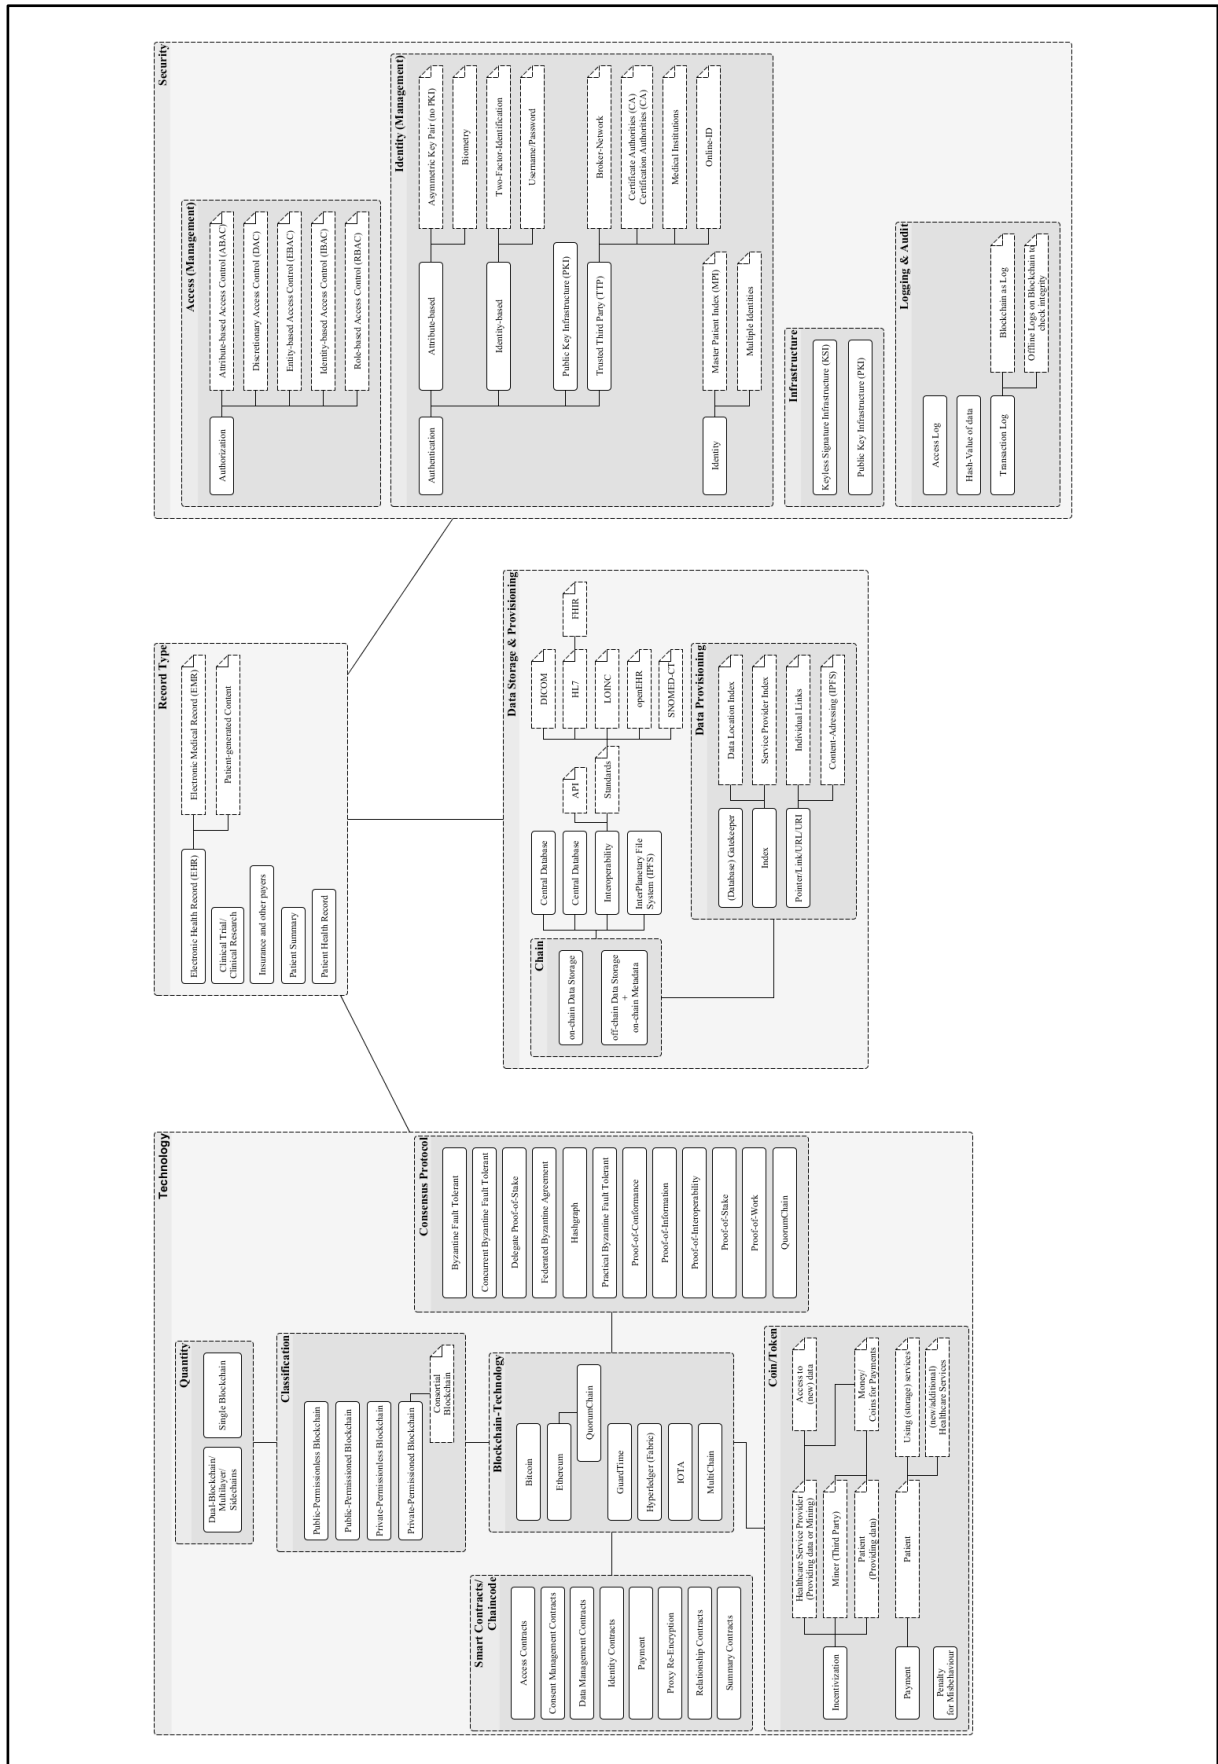 Technology
Quantity
Dual-Blockchain/
Multilayer/
Sidechains
Single Blockchain
Classification
Public-Permissionless Blockchain
Public-Permissioned Blockchain
Private-Permissionless Blockchain
Private-Permissioned Blockchain
Consortial
Blockchain
Smart Contracts/
Chaincode
Access Contracts
Consent Management Contracts
Data Management Contracts
Identity Contracts
Payment
Proxy Re-Encryption
Relationship Contracts
Summary Contracts
Blockchain-Technology
Bitcoin
Ethereum
QuorumChain
GuardTime
Hyperledger (Fabric)
IOTA
MultiChain
Consensus Protocol
Byzantine Fault Tolerant
Concurrent Byzantine Fault Tolerant
Delegate Proof-of-Stake
Federated Byzantine Agreement
Hashgraph
Practical Byzantine Fault Tolerant
Proof-of-Conformance
Proof-of-Information
Proof-of-Interoperability
Proof-of-Stake
Proof-of-Work
QuorumChain
Coin/Token
Incentivization
Healthcare Service Provider
(Providing data or Mining)
Miner (Third Party)
Patient
(Providing data)
Access to
(new) data
Money/
Coins for Payments
Payment
Patient
Using (storage) services
(new/additional)
Healthcare Services
Penalty
for Misbehaviour
Record Type
Electronic Health Record (EHR)
Electronic Medical Record (EMR)
Patient-generated Content
Clinical Trial/
Clinical Research
Insurance and other payers
Patient Summary
Patient Health Record
Data Storage & Provisioning
Chain
on-chain Data Storage
off-chain Data Storage
+
on-chain Metadata
Central Database
Central Database
Interoperability
InterPlanetary File
System (IPFS)
API
Standards
DICOM
HL7
LOINC
openEHR
SNOMED-CT
FHIR
Data Provisioning
(Database) Gatekeeper
Index
Pointer/Link/URL/URI
Data Location Index
Service Provider Index
Individual Links
Content-Adressing (IPFS)
Security
Access (Management)
Authorization
Attribute-based Access Control (ABAC)
Discretionary Access Control (DAC)
Entity-based Access Control (EBAC)
Identity-based Access Control (IBAC)
Role-based Access Control (RBAC)
Identity (Management)
Authentication
Attribute-based
Asymmetric Key Pair (no PKI)
Biometry
Identity-based
Two-Factor-Identification
Username/Password
Public Key Infrastructure (PKI)
Trusted Third Party (TTP)
Broker-Network
Certificate Authorities (CA)
Certification Authorities (CA)
Medical Institutions
Online-ID
Identity
Master Patient Index (MPI)
Multiple Identities
Infrastructure
Keyless Signature Infrastructure (KSI)
Public Key Infrastructure (PKI)
Logging & Audit
Access Log
Hash-Value of data
Transaction Log
Blockchain as Log
Offline Logs on Blockchain to
check integrity